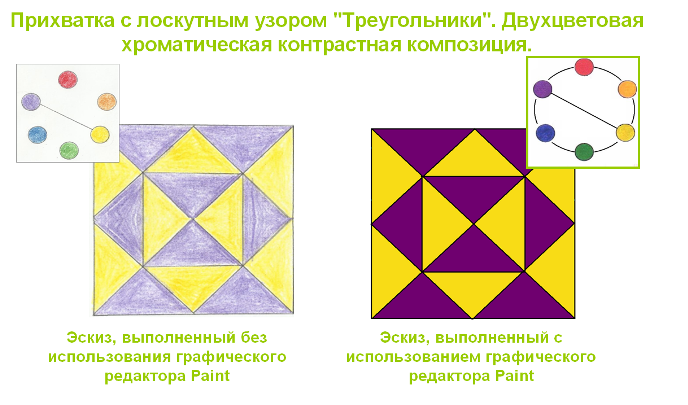 Прихватка с лоскутным узором "Треугольники". Двухцветовая
хроматическая контрастная композиция.
Эскиз, выполненный без
использования графического
редактора Paint
Эскиз, выполненный с
использованием графического
редактора Paint